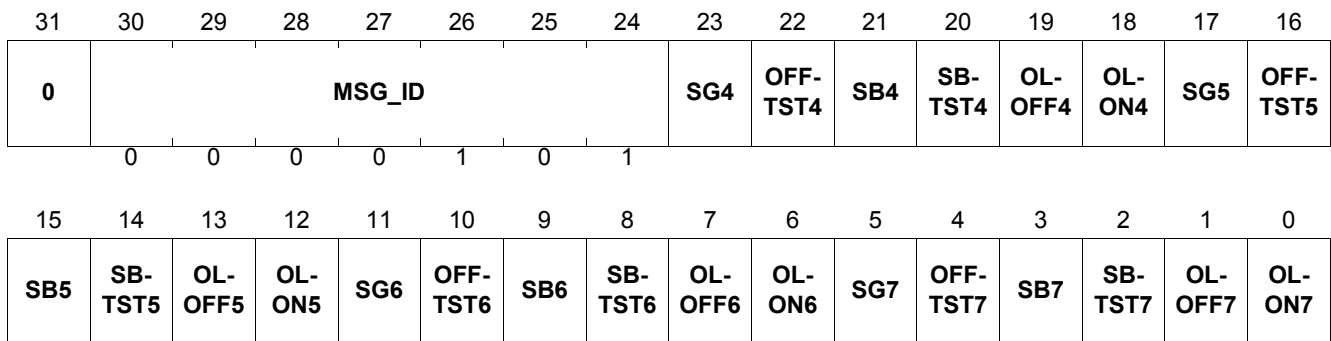 31 30 29 28 27 26 25 24 23 22 21 20 19 18 17 16
0 MSG_ID SG4 OFF-TST4 SB4 SB-TST4 OL-OFF4 OL-ON4 SG5 OFF-TST5
0 0 0 0 1 0 1
15 14 13 12 11 10 9 8 7 6 5 4 3 2 1 0
SB5 SB-TST5 OL-OFF5 OL-ON5 SG6 OFF-TST6 SB6 SB-TST6 OL-OFF6 OL-ON6 SG7 OFF-TST7 SB7 SB-TST7 OL-OFF7 OL-ON7